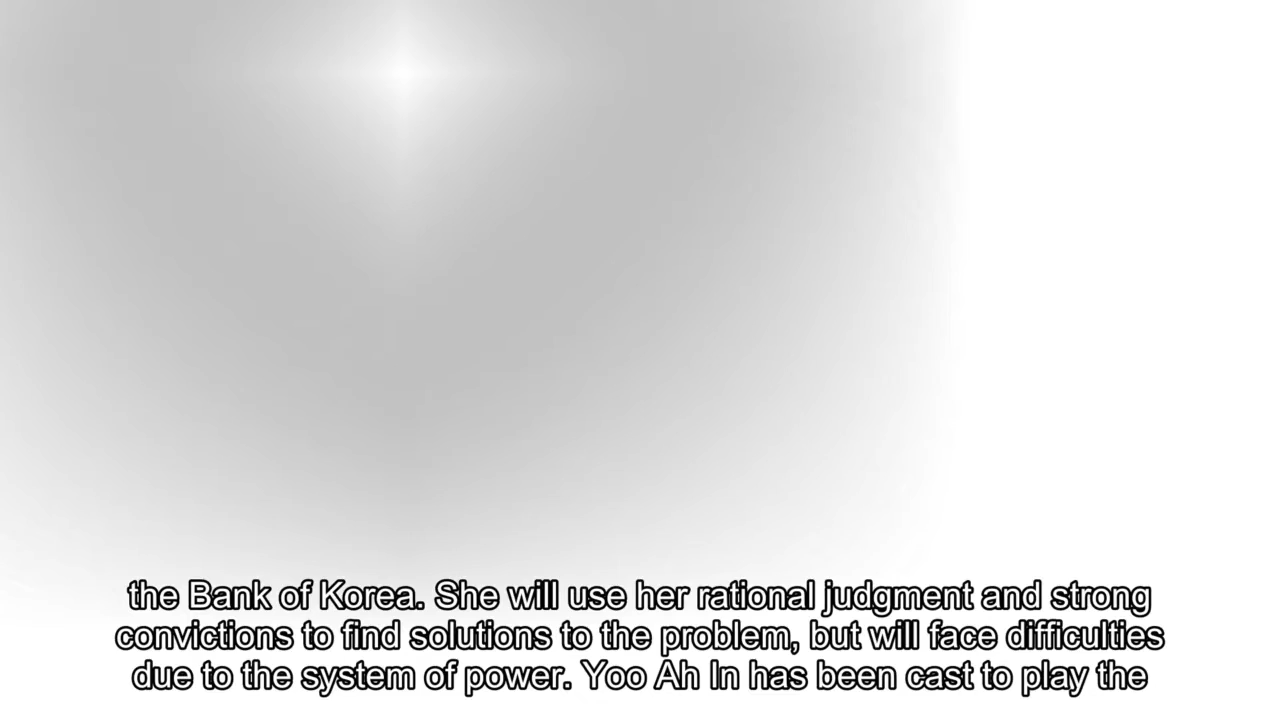 the Bank of Korea. She will use her rational judgment and strong
convictions to find solutions to the problem, but will face difficulties
due to the system of power. Yoo Ah In has been cast to play the